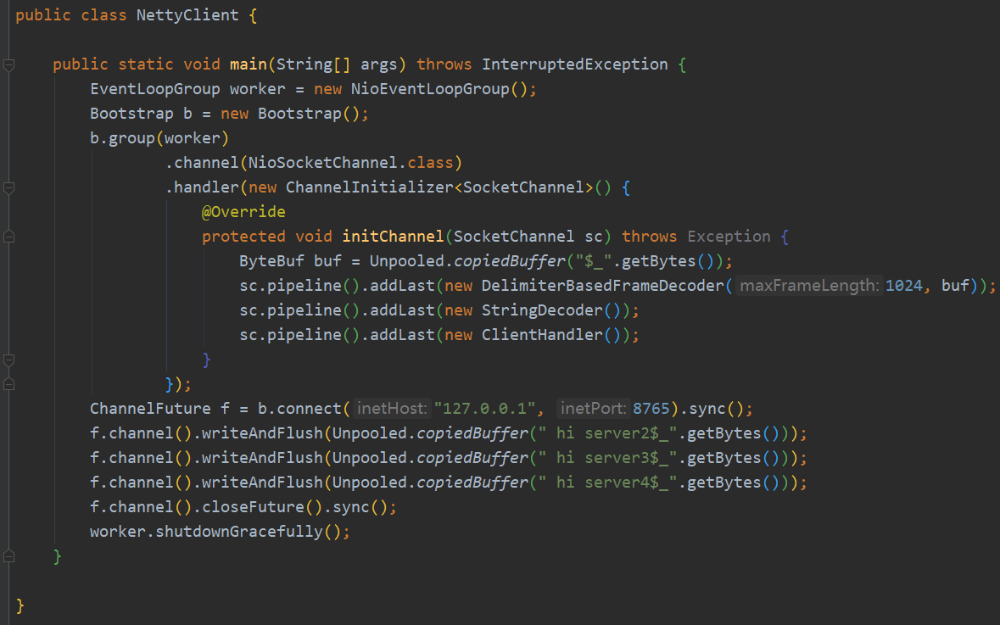 public class NettyClient {
public static void main(String[] args) throws InterruptedException {
EventLoopGroup worker = new NioEventLoopGroup();
Bootstrap b = new Bootstrap();
b.group(worker)
.channel(NioSocketChannel.class)
.handler(new ChannelInitializer<SocketChannel>() {
@Override
protected void initChannel(SocketChannel sc) throws Exception {
ByteBuf buf = Unpooled.copiedBuffer("$_".getBytes());
sc.pipeline().addLast(new DelimiterBasedFrameDecoder( maxFrameLength: 1024, buf));
sc.pipeline().addLast(new StringDecoder());
sc.pipeline().addLast(new ClientHandler());
}
});
ChannelFuture f = b.connect( inetHost: "127.0.0.1", inetPort: 8765).sync();
f.channel().writeAndFlush(Unpooled.copiedBuffer(" hi server2$_".getBytes()));
f.channel().writeAndFlush(Unpooled.copiedBuffer(" hi server3$_".getBytes()));
f.channel().writeAndFlush(Unpooled.copiedBuffer(" hi server4$_".getBytes()));
f.channel().closeFuture().sync();
worker.shutdownGracefully();
}
}